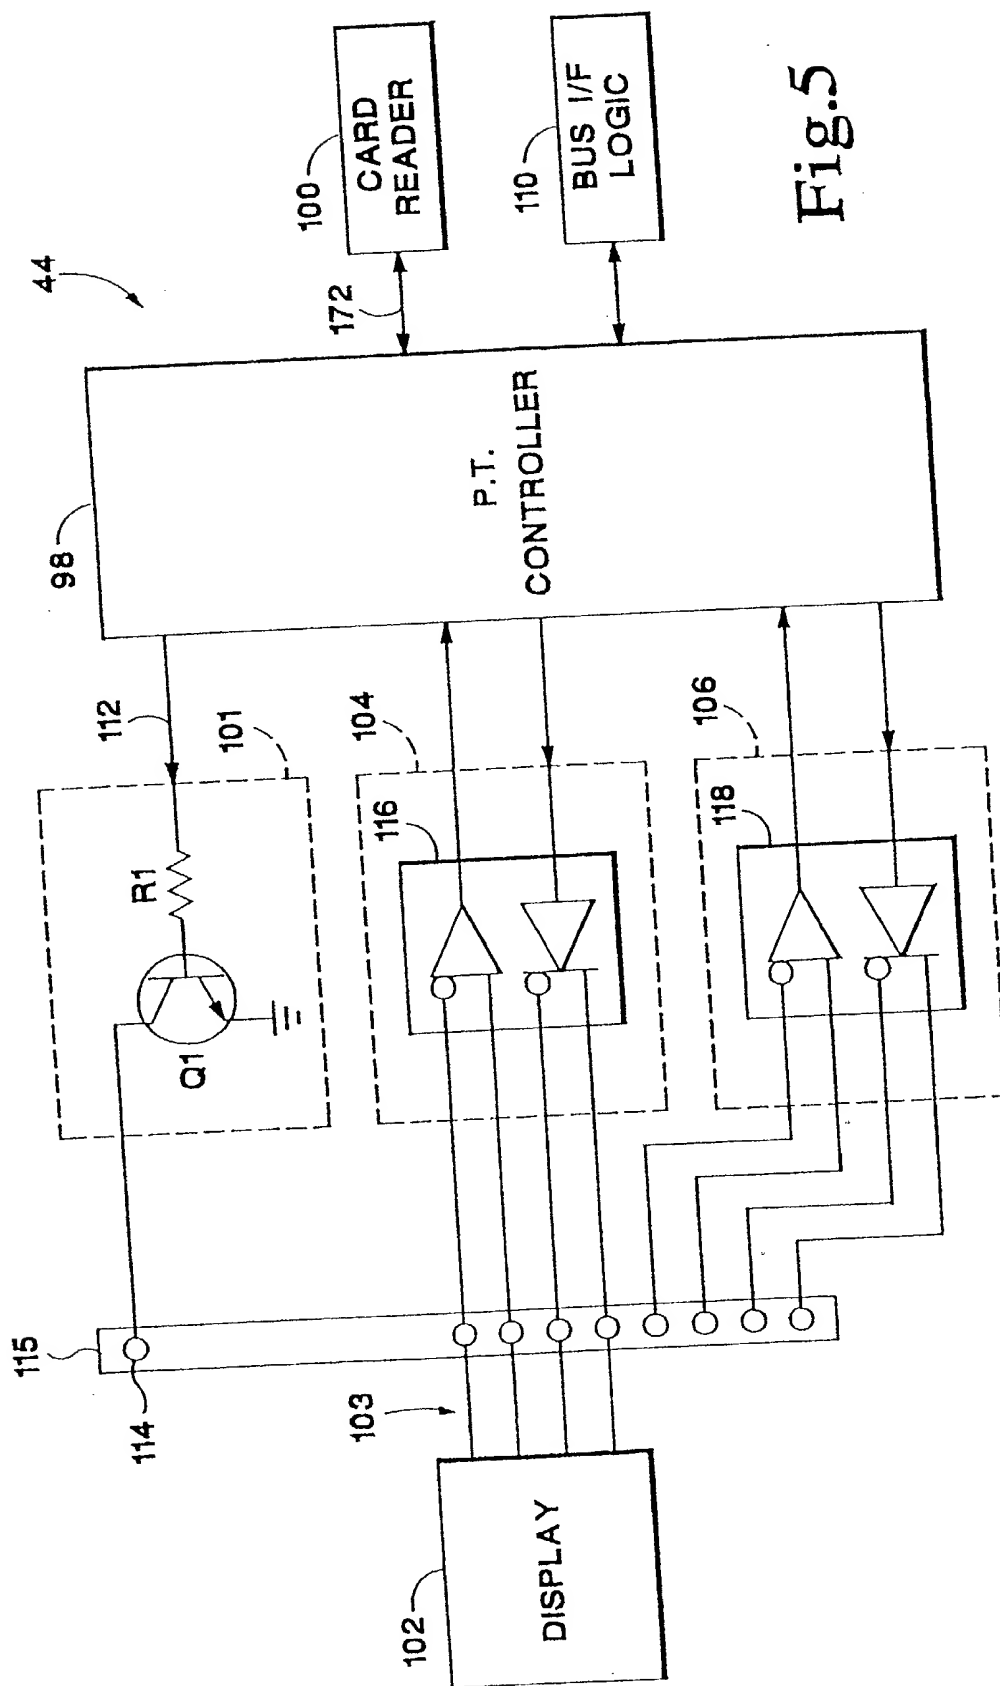 44
98
100
CARD
READER
172
110
BUS I/F
LOGIC
P.T.
CONTROLLER
112
101
R1
Q1
104
116
106
118
115
114
103
102
DISPLAY
Fig.5